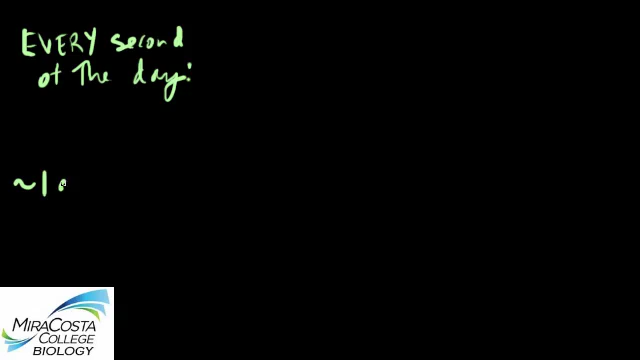 EVERY second
of The day:
~1
MIRACOSTA
COLLEGE
BIOLOGY